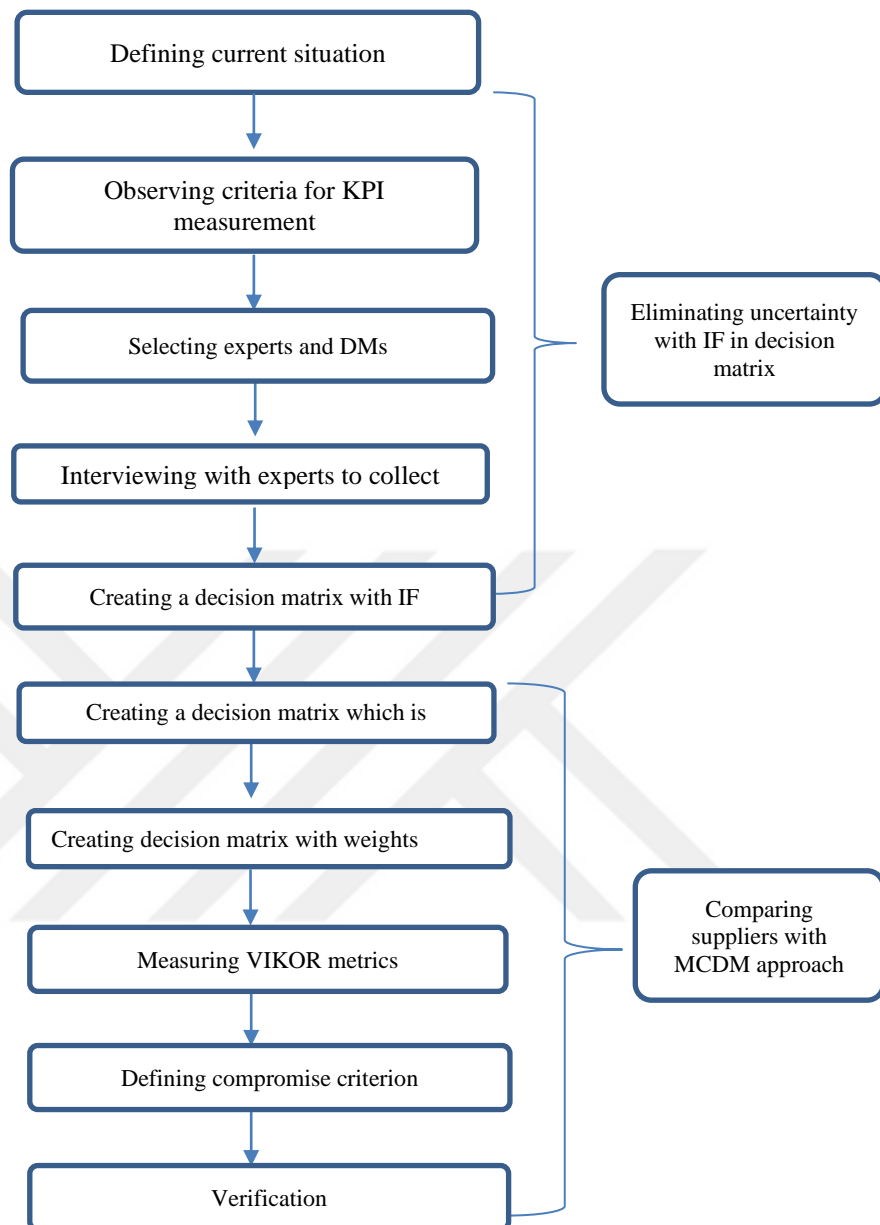 Defining current situation
Observing criteria for KPI
measurement
Selecting experts and DMs
Interviewing with experts to collect
Creating a decision matrix with IF
Eliminating uncertainty
with IF in decision
matrix
Creating a decision matrix which is
Creating decision matrix with weights
Measuring VIKOR metrics
Defining compromise criterion
Verification
Comparing
suppliers with
MCDM approach